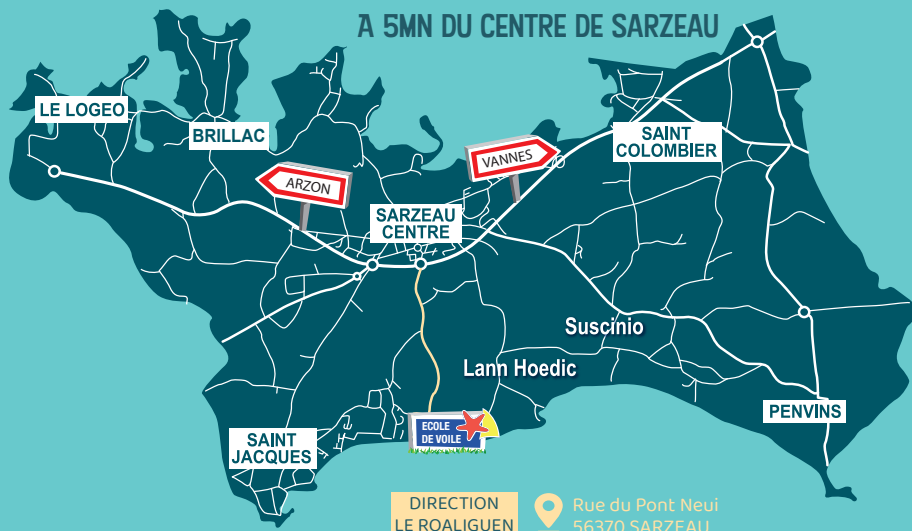 A 5MN DU CENTRE DE SARZEAU
LE LOGEO
BRILLAC
ARZON
VANNES
SAINT
COLOMBIER
SARZEAU
CENTRE
Suscinio
Lann Hoedic
PENVINS
ECOLE
DE VOILE
SAINT
JACQUES
DIRECTION
LE ROALIGUEN
Rue du Pont Neui
56370 SARZEAU